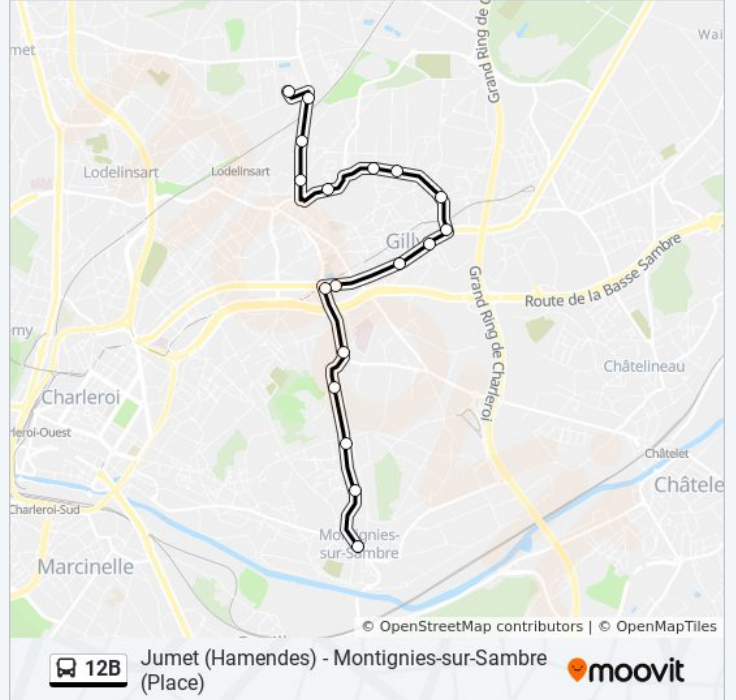 met
Grand Ring de C
Wai
Lodelinsart
Lodelinsart
Gilly
Route de la Basse Sambre
Grand Ring de Charleroi
my
Châtelineau
Charleroi
leroi-Ouest
Châtelet
Châtele
Charleroi-Sud
Montignies-
sur-Sambre
Marcinelle
© OpenStreetMap contributors | © OpenMapTiles
12B
Jumet (Hamendes) - Montignies-sur-Sambre
(Place)
moovit